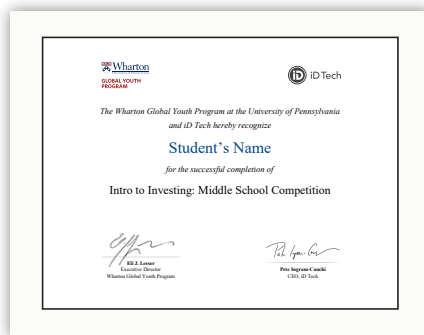 Wharton
GLOBAL YOUTH
PROGRAM
iD Tech
The Wharton Global Youth Program at the University of Pennsylvania
and iD Tech hereby recognize
Student's Name
for the successful completion of
Intro to Investing: Middle School Competition
Eli J. Lesser
Executive Director
Wharton Global Youth Program
Pete Ingram-Cauchi
CEO, iD Tech